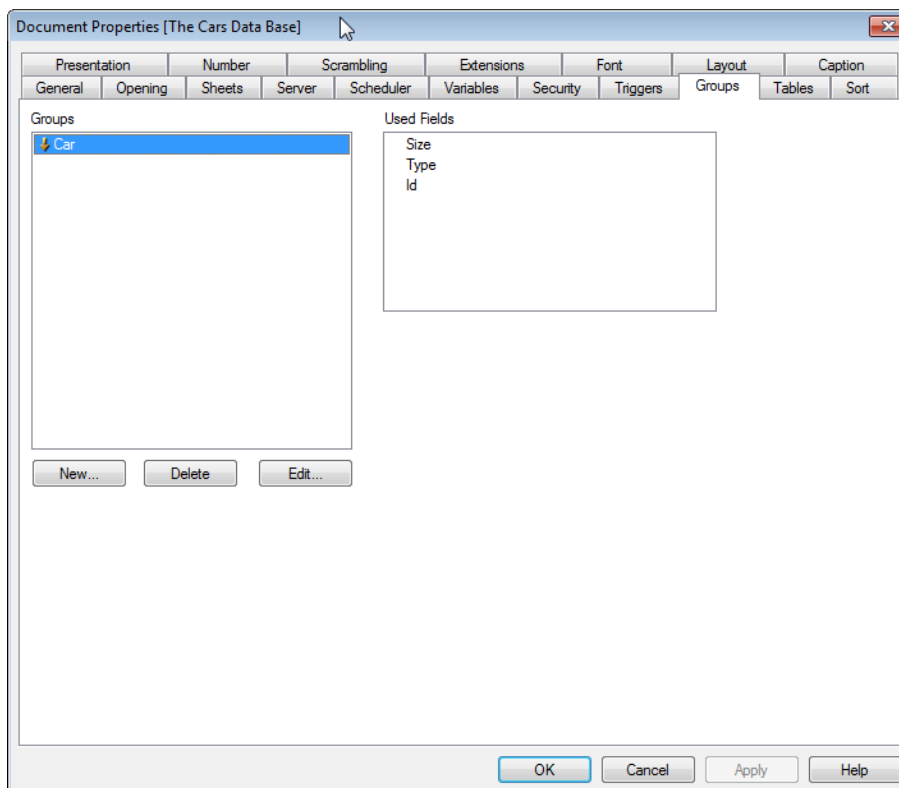 Document Properties [The Cars Data Base]
Presentation Number Scrambling Extensions Font Layout Caption
General Opening Sheets Server Scheduler Variables Security Triggers Groups Tables Sort
Groups Used Fields
Car Size
Type
Id
New... Delete Edit...
OK Cancel Apply Help